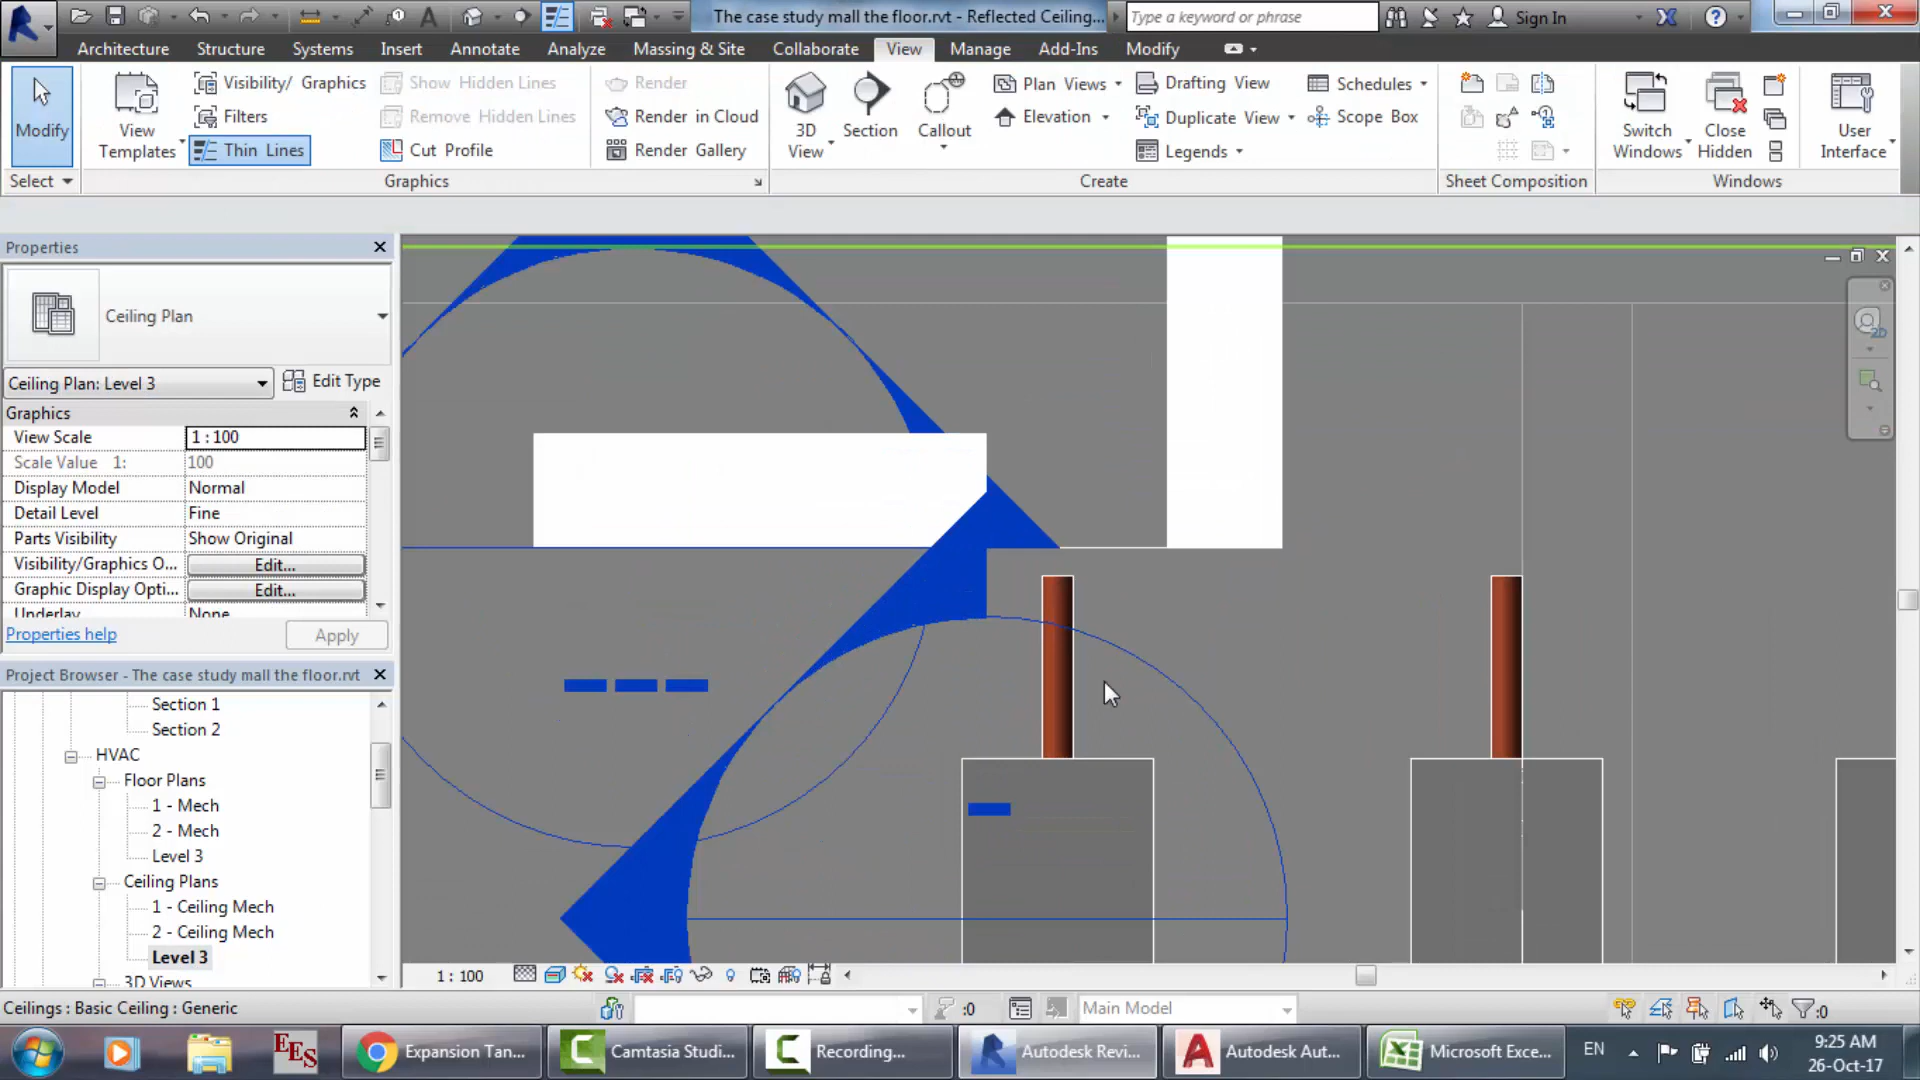 The case study mall the floor.rvt - Reflected Ceiling...
Type a keyword or phrase
Sign In
Architecture Structure Systems Insert Annotate Analyze Massing & Site Collaborate View Manage Add-Ins Modify
Modify
View Templates
Visibility/ Graphics
Filters
Thin Lines
Show Hidden Lines
Remove Hidden Lines
Cut Profile
Render
Render in Cloud
Render Gallery
3D View
Section
Callout
Plan Views
Elevation
Drafting View
Duplicate View
Legends
Schedules
Scope Box
Switch Windows
Close Hidden
User Interface
Select Graphics Create Sheet Composition Windows
Properties
Ceiling Plan
Ceiling Plan: Level 3 Edit Type
Graphics
View Scale 1 : 100
Scale Value 1: 100
Display Model Normal
Detail Level Fine
Parts Visibility Show Original
Visibility/Graphics O... Edit...
Graphic Display Opti... Edit...
Underlay None
Properties help Apply
Project Browser - The case study mall the floor.rvt
Section 1
Section 2
HVAC
Floor Plans
1 - Mech
2 - Mech
Level 3
Ceiling Plans
1 - Ceiling Mech
2 - Ceiling Mech
Level 3
3D Views
2D
1 : 100
Ceilings : Basic Ceiling : Generic
:0
Main Model
:0
EES
Expansion Tan...
Camtasia Studi...
Recording...
Autodesk Revi...
Autodesk Aut...
Microsoft Exce...
EN
9:25 AM
26-Oct-17